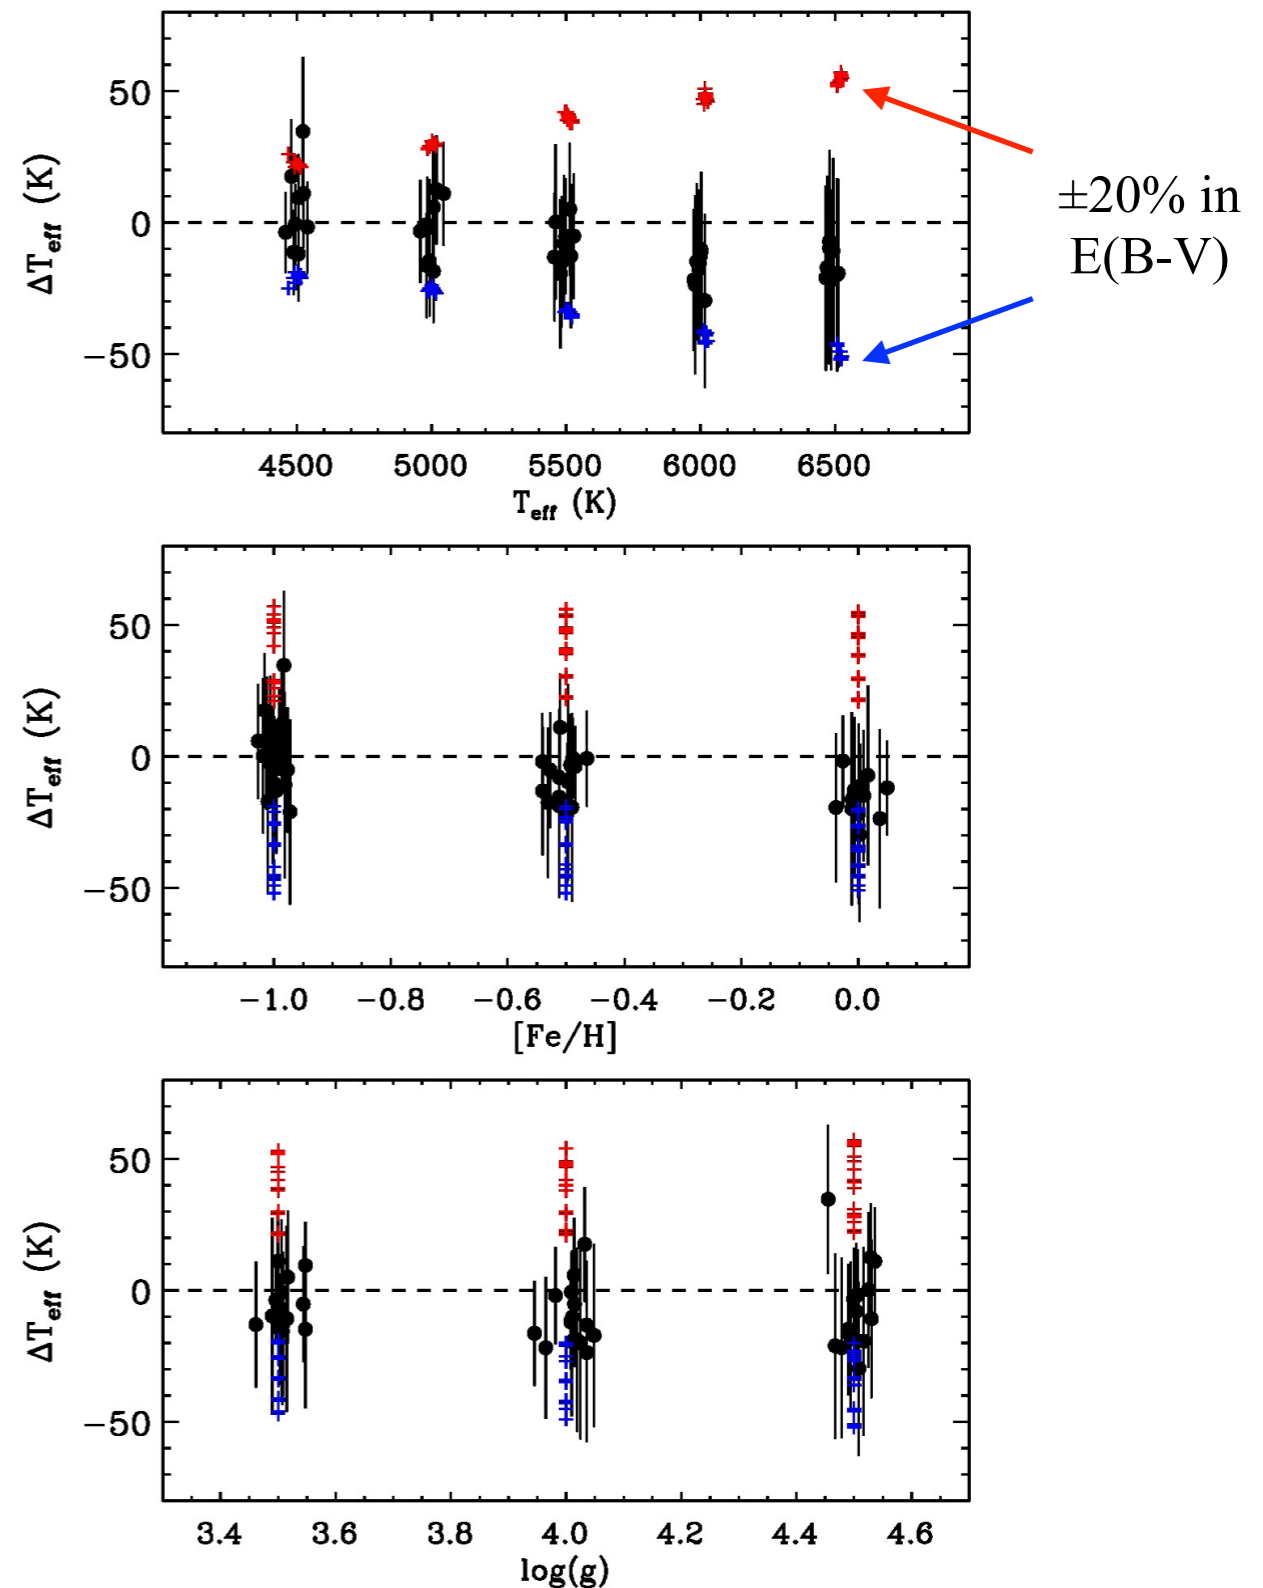 50
0
−50
ΔTeff (K)
4500 5000 5500 6000 6500
Teff (K)
±20% in
E(B-V)
50
0
−50
ΔTeff (K)
−1.0 −0.8 −0.6 −0.4 −0.2 0.0
[Fe/H]
50
0
−50
ΔTeff (K)
3.4 3.6 3.8 4.0 4.2 4.4 4.6
log(g)